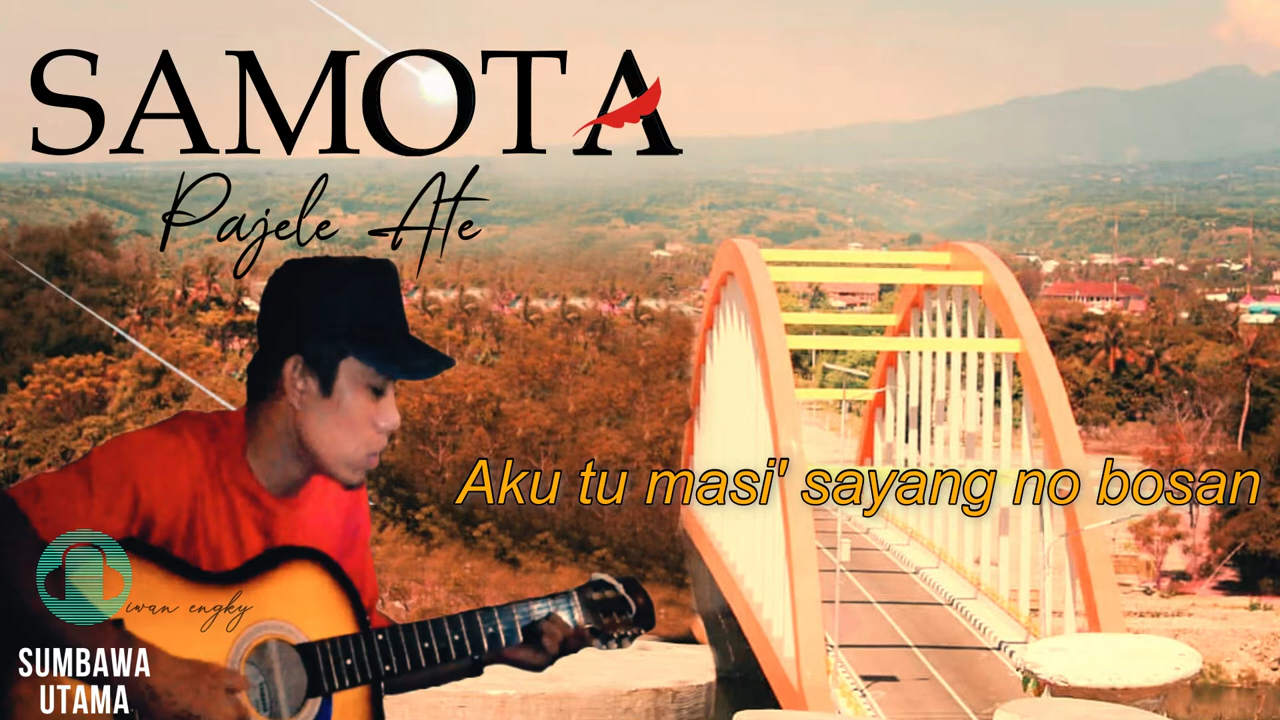 SAMOTA
Pajele Ate
Aku tu masi' sayang no bosan
iwan engky
SUMBAWA
UTAMA